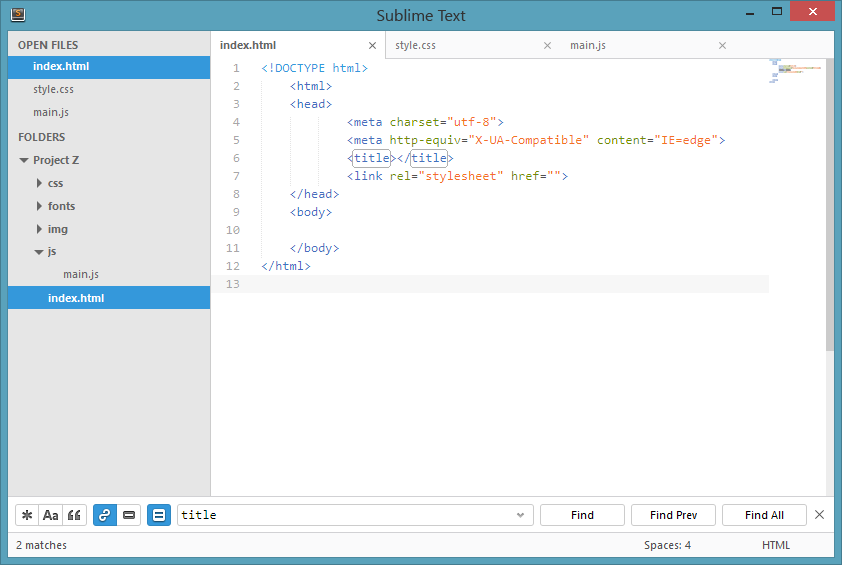 Sublime Text
OPEN FILES
index.html
style.css
main.js
FOLDERS
Project Z
css
fonts
img
js
main.js
index.html
index.html
style.css
main.js
1 <!DOCTYPE html>
2 <html>
3 <head>
4 <meta charset="utf-8">
5 <meta http-equiv="X-UA-Compatible" content="IE=edge">
6 <title></title>
7 <link rel="stylesheet" href="">
8 </head>
9 <body>
10
11 </body>
12 </html>
13
Aa
title
Find
Find Prev
Find All
2 matches
Spaces: 4
HTML